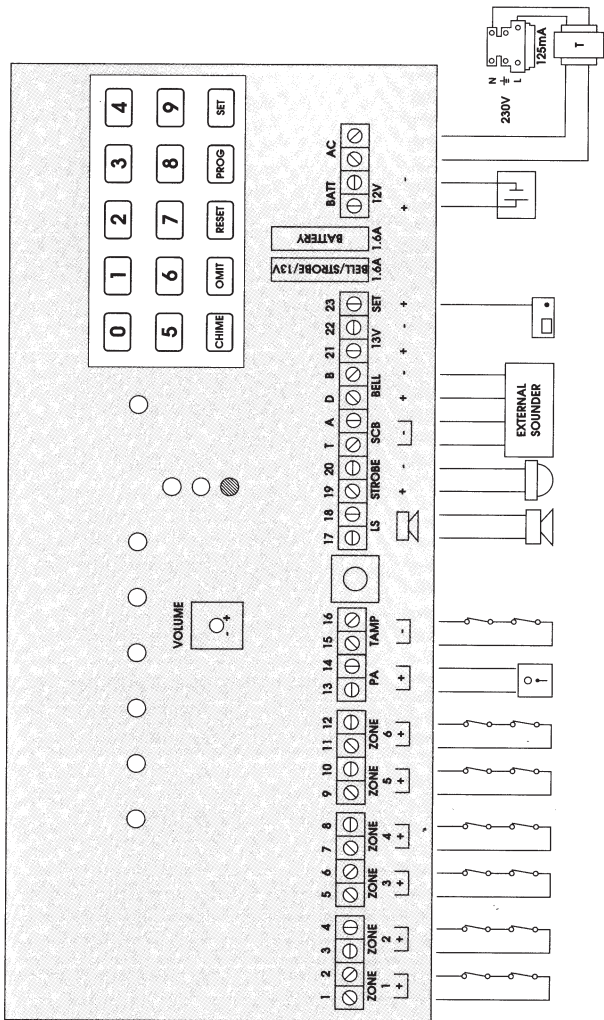 0 1 2 3 4
5 6 7 8 9
CHIME OMIT RESET PROG SET
VOLUME
- +
BELL/STROBE/13V
1.6A
BATTERY
1.6A
1 2 3 4 5 6 7 8 9 10 11 12 13 14 15 16 17 18 19 20 T A D B 21 22 23
BATT AC
ZONE 1 ZONE 2 ZONE 3 ZONE 4 ZONE 5 ZONE 6 PA TAMP LS STROBE SCB BELL 13V SET 12V
+ + + + + + + - + - - + - + - + + -
EXTERNAL
SOUNDER
230V
N
L
125mA
T